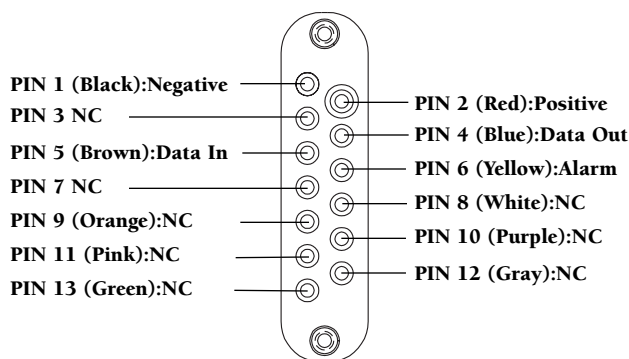 PIN 1 (Black):Negative
PIN 3 NC
PIN 5 (Brown):Data In
PIN 7 NC
PIN 9 (Orange):NC
PIN 11 (Pink):NC
PIN 13 (Green):NC
PIN 2 (Red):Positive
PIN 4 (Blue):Data Out
PIN 6 (Yellow):Alarm
PIN 8 (White):NC
PIN 10 (Purple):NC
PIN 12 (Gray):NC